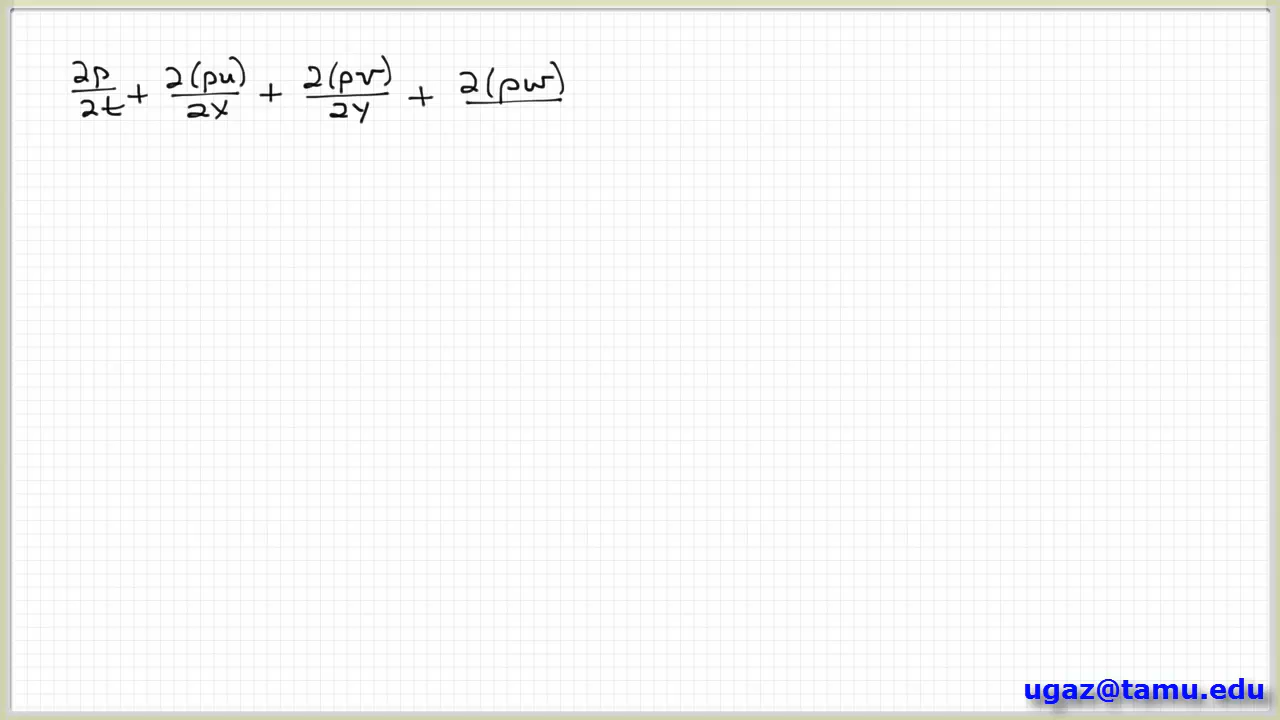 ∂ρ/∂t + ∂(ρu)/∂x + ∂(ρv)/∂y + ∂(ρw)/
ugaz@tamu.edu